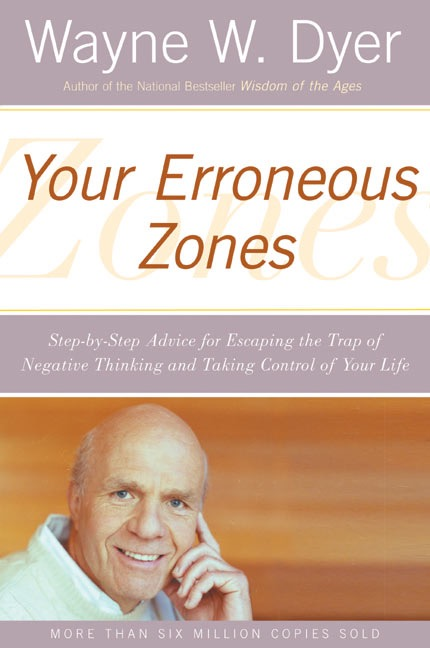 Wayne W. Dyer
Author of the National Bestseller Wisdom of the Ages
Zones
Your Erroneous
Zones
Step-by-Step Advice for Escaping the Trap of
Negative Thinking and Taking Control of Your Life
MORE THAN SIX MILLION COPIES SOLD